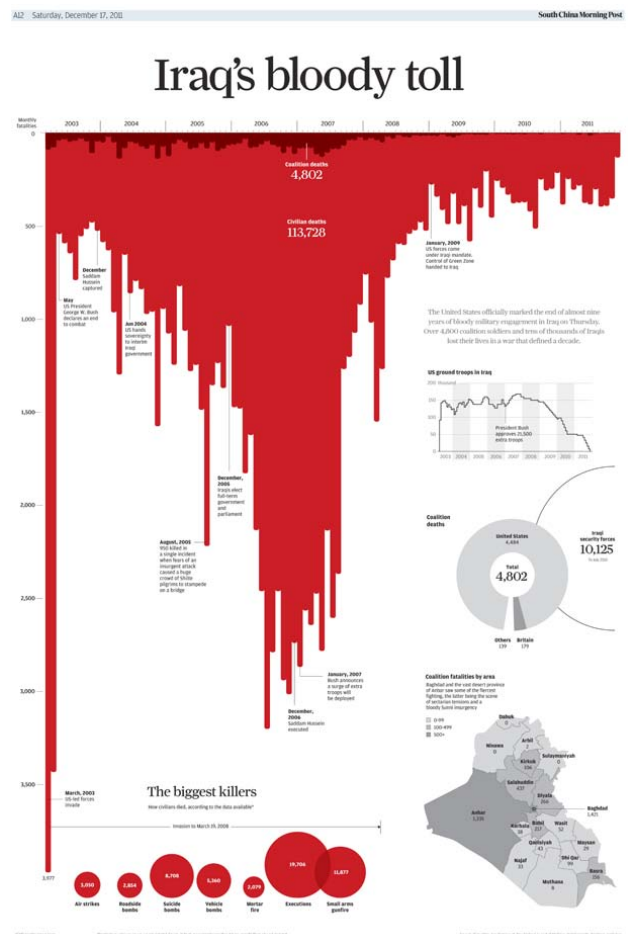 A12 Saturday, December 17, 2011
South China Morning Post
Iraq's bloody toll
Monthly
fatalities
2003
2004
2005
2006
2007
2008
2009
2010
2011
0
500
1,000
1,500
2,000
2,500
3,000
3,500
3,977
Coalition deaths
4,802
Civilian deaths
113,728
December
Saddam
Hussein
captured
May
US President
George W. Bush
declares an end
to combat
Jun 2004
US hands
sovereignty
to interim
Iraqi
government
January, 2009
US forces come
under Iraqi mandate.
Control of Green Zone
handed to Iraq
The United States officially marked the end of almost nine
years of bloody military engagement in Iraq on Thursday.
Over 4,800 coalition soldiers and tens of thousands of Iraqis
lost their lives in a war that defined a decade.
US ground troops in Iraq
200 thousand
150
100
50
0
President Bush
approves 21,500
extra troops
2003 2004 2005 2006 2007 2008 2009 2010 2011
December,
2005
Iraqis elect
full-term
government
and
parliament
August, 2005
killed in
a single incident
when fears of an
insurgent attack
caused a huge
crowd of Shiite
pilgrims to stampede
on a bridge
Coalition
deaths
United States
4,484
Total
4,802
Others
139
Britain
179
Iraqi
security forces
10,125
January, 2007
Bush announces
a surge of extra
troops will
be deployed
December,
2006
Saddam Hussein
executed
Coalition fatalities by area
Baghdad and the vast desert province
of Anbar saw some of the fiercest
fighting, the latter being the scene
of sectarian tensions and a
bloody Sunni insurgency
0-99
100-499
500+
Dahuk
0
Ninawa
Arbil
Sulaymaniyah
0
Kirkuk
Salahuddin
Diyala
Anbar
Baghdad
Karbala
Babil
Wasit
Qadisiyah
Maysan
Najaf
Dhi Qar
Muthana
Basra
March, 2003
US-led forces
invade
The biggest killers
How civilians died, according to the data available*
Invasion to March 19, 2008
Air strikes
Roadside
bombs
8,708
Suicide
bombs
5,360
Vehicle
bombs
2,079
Mortar
fire
19,706
Executions
Small arms
gunfire